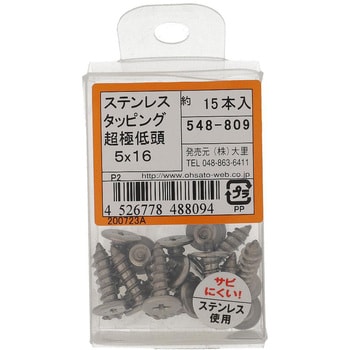 ステンレス
タッピング
超極低頭
5x16
約 15本入
548-809
発売元 (株)大里
TEL 048-863-6411
P2
http://www.ohsato-web.co.jp
プラ
PP
4 526778 488094
200723A
サビ
にくい!
ステンレス
使用